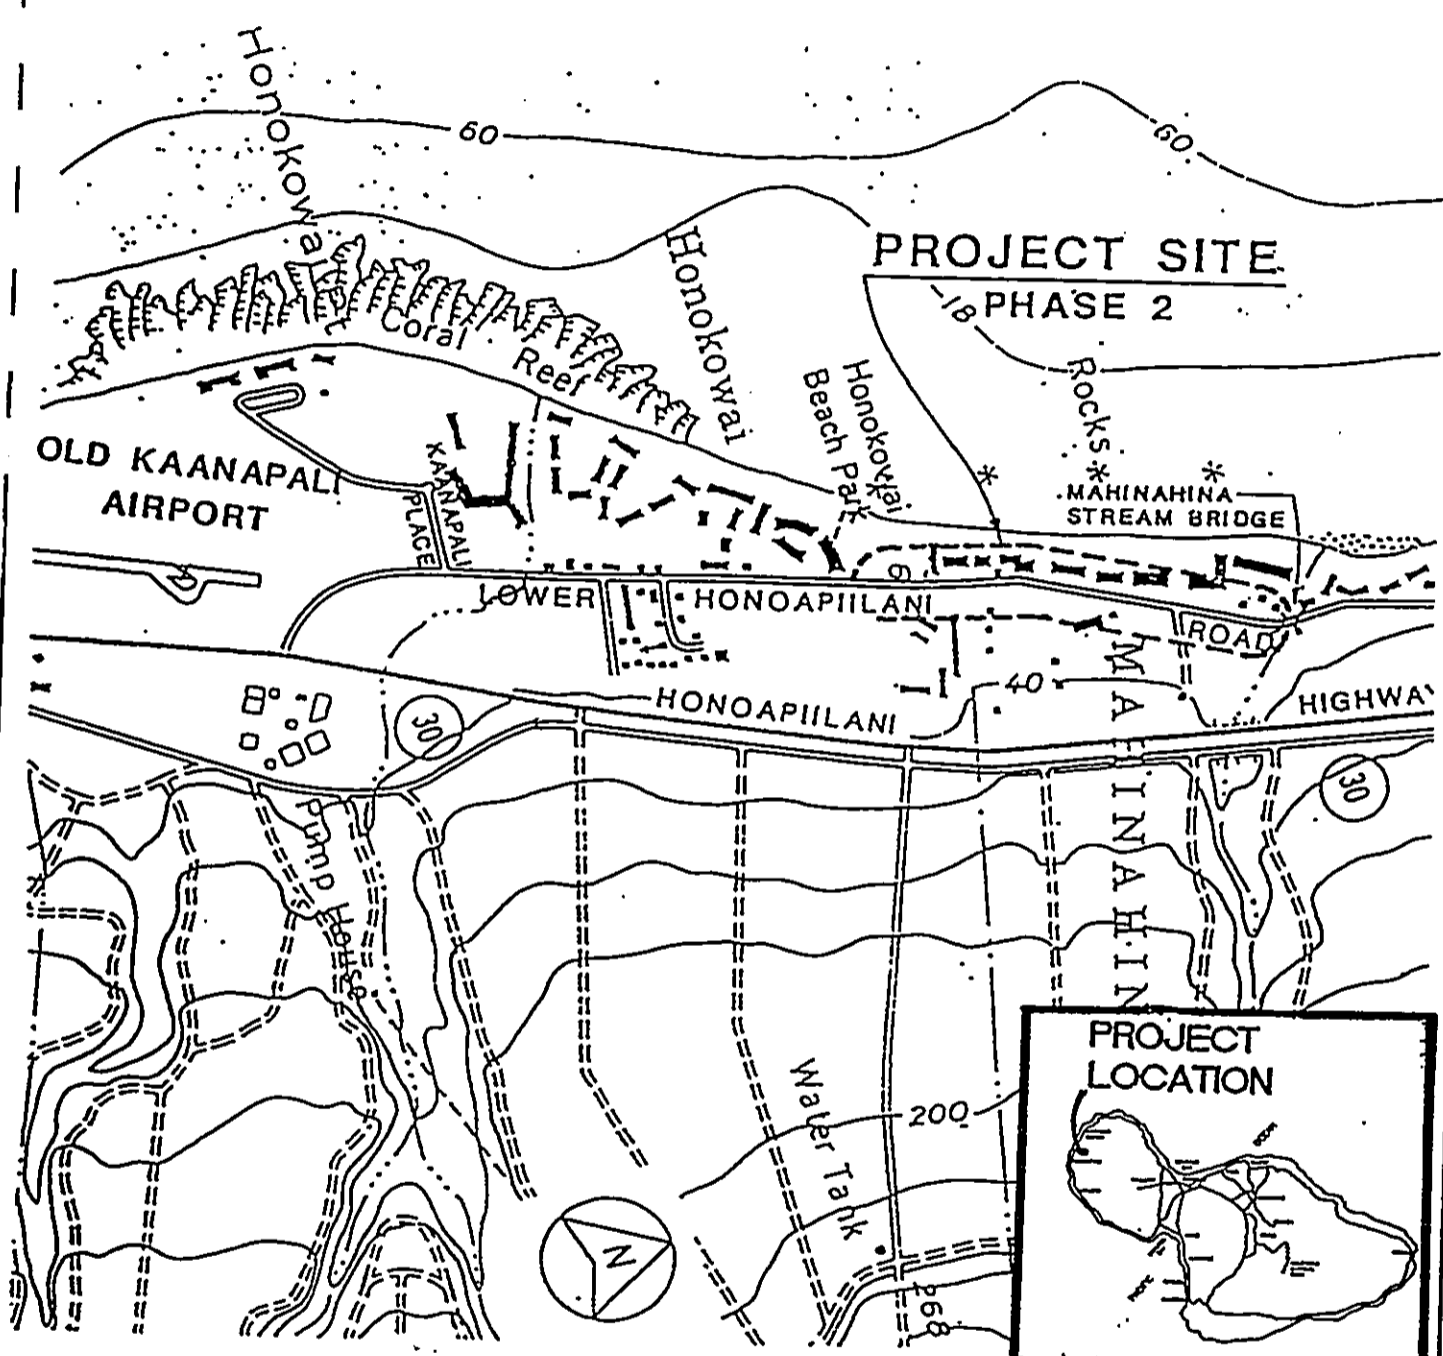 Honokowai Pt
60
60
PROJECT SITE
PHASE 2
18
Honokowai
Coral Reef
Rocks
Honokowai
Beach Park
OLD KAANAPALI
AIRPORT
KAANAPALI
PLACE
MAHINAHINA
STREAM BRIDGE
6
LOWER HONOAPIILANI ROAD
40
HONOAPIILANI HIGHWAY
30
30
MAHINAHIN
Pump House
200
Water Tank
268
N
PROJECT
LOCATION